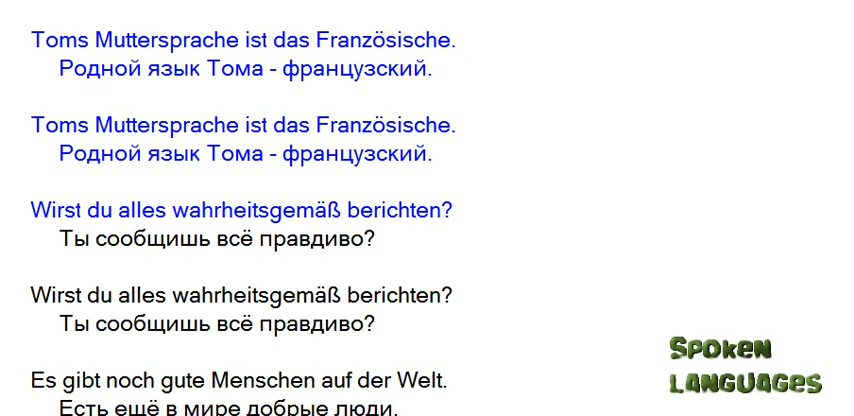 Toms Muttersprache ist das Französische.
Родной язык Тома - французский.
Toms Muttersprache ist das Französische.
Родной язык Тома - французский.
Wirst du alles wahrheitsgemäß berichten?
Ты сообщишь всё правдиво?
Wirst du alles wahrheitsgemäß berichten?
Ты сообщишь всё правдиво?
Es gibt noch gute Menschen auf der Welt.
Есть ещё в мире добрые люди.
Spoken
Languages